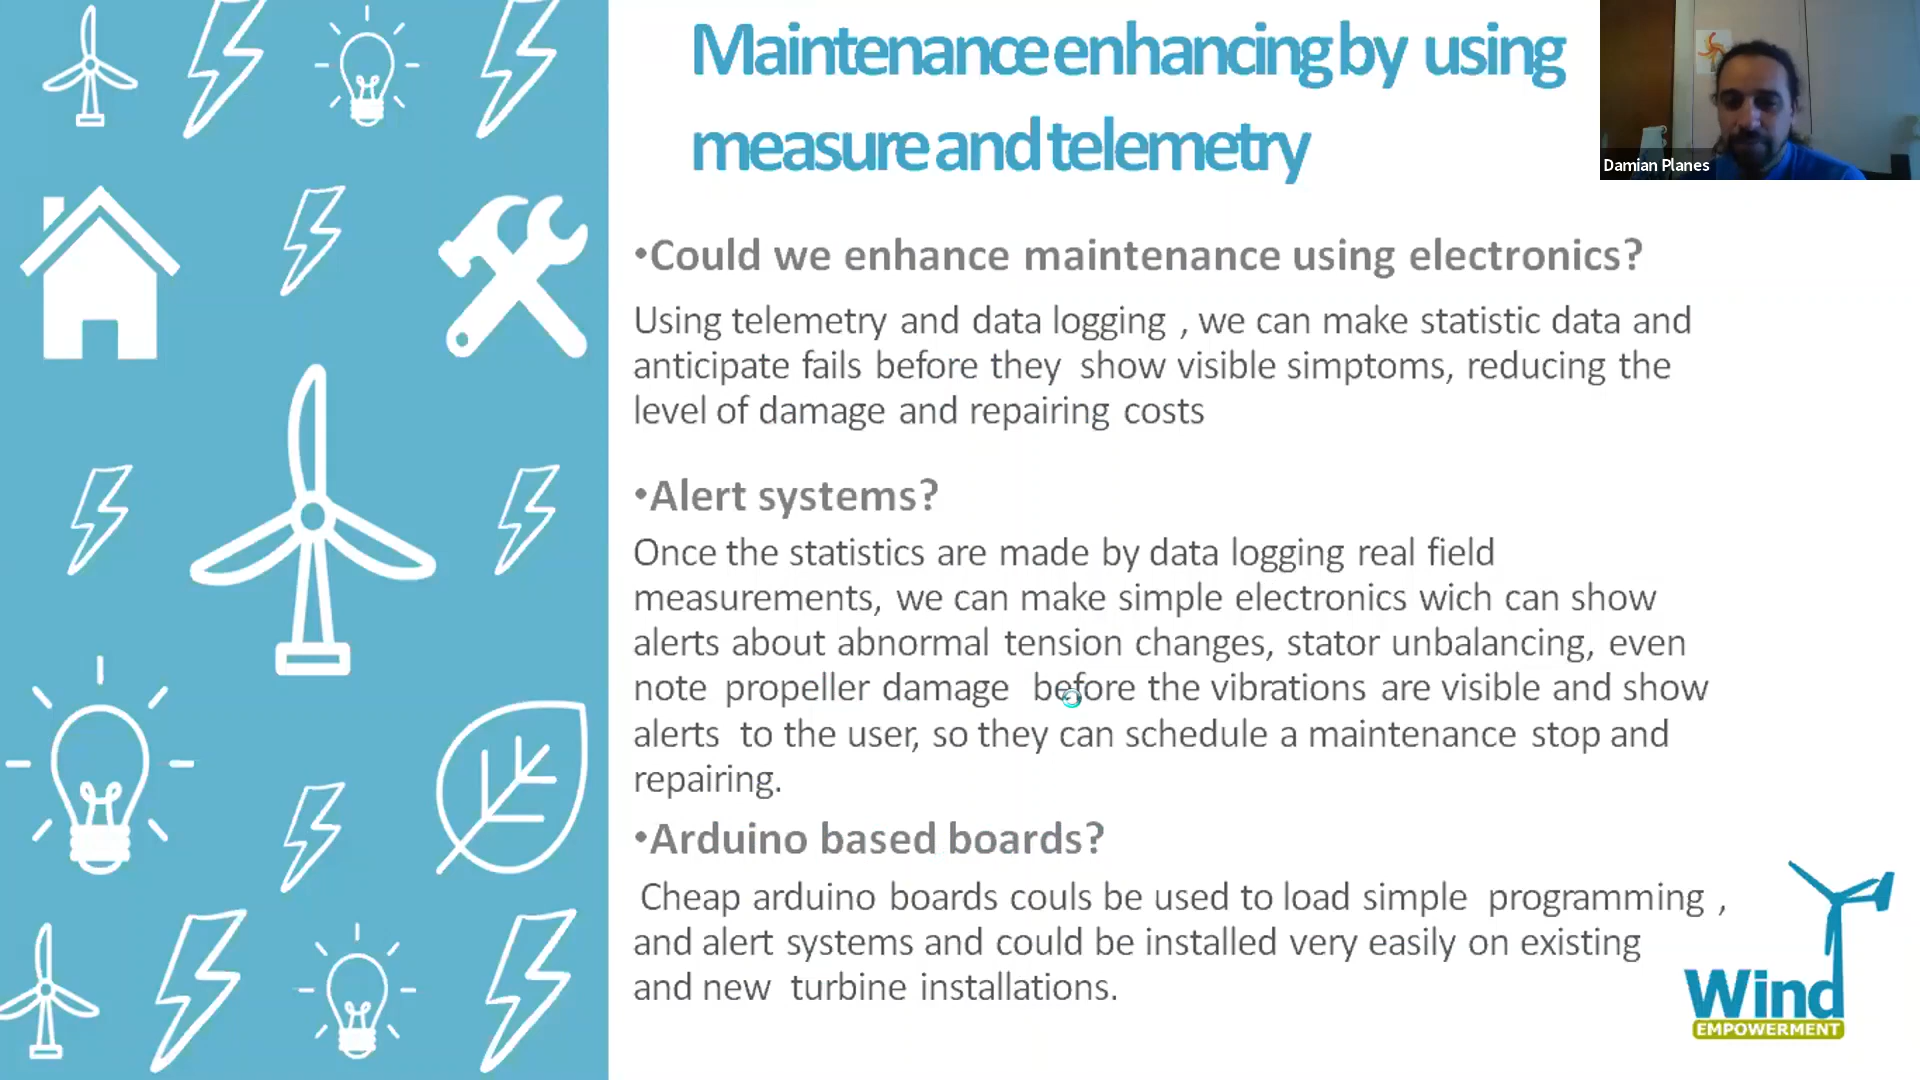 Maintenance enhancing by using
measure and telemetry
Damian Planes
•Could we enhance maintenance using electronics?
Using telemetry and data logging , we can make statistic data and
anticipate fails before they show visible simptoms, reducing the
level of damage and repairing costs
•Alert systems?
Once the statistics are made by data logging real field
measurements, we can make simple electronics wich can show
alerts about abnormal tension changes, stator unbalancing, even
note propeller damage before the vibrations are visible and show
alerts to the user, so they can schedule a maintenance stop and
repairing.
•Arduino based boards?
Cheap arduino boards couls be used to load simple programming ,
and alert systems and could be installed very easily on existing
and new turbine installations.
Wind
EMPOWERMENT